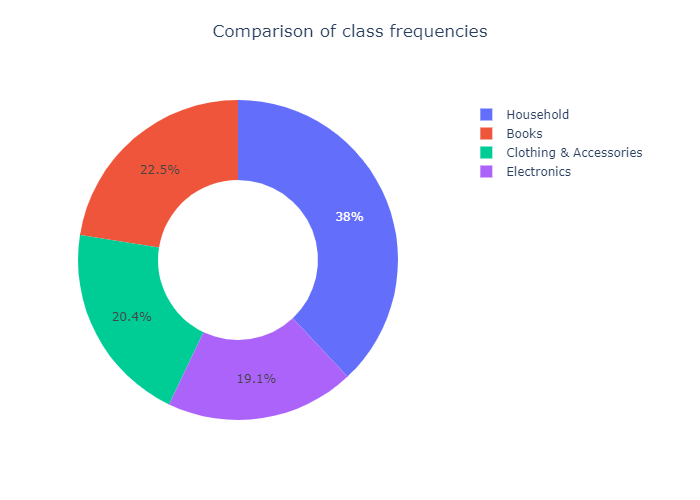 Comparison of class frequencies
Household
Books
Clothing & Accessories
Electronics
22.5%
38%
20.4%
19.1%